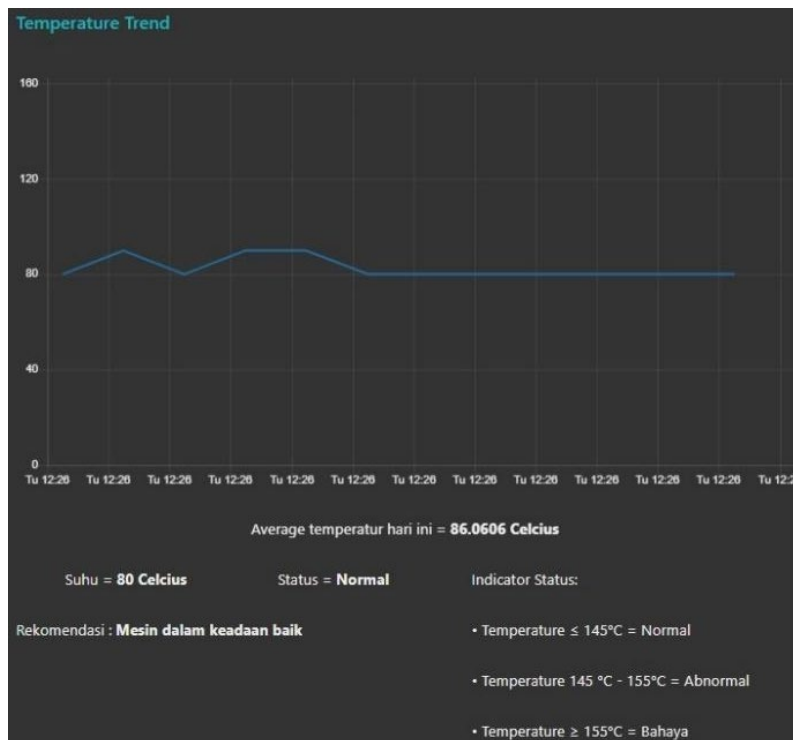 Temperature Trend
160
120
80
40
0
Tu 12:26 Tu 12:26 Tu 12:26 Tu 12:26 Tu 12:26 Tu 12:26 Tu 12:26 Tu 12:26 Tu 12:26 Tu 12:26 Tu 12:26 Tu 12:26 Tu 12:2
Average temperatur hari ini = 86.0606 Celcius
Suhu = 80 Celcius Status = Normal Indicator Status:
Rekomendasi : Mesin dalam keadaan baik • Temperature ≤ 145°C = Normal
• Temperature 145 °C - 155°C = Abnormal
• Temperature ≥ 155°C = Bahaya